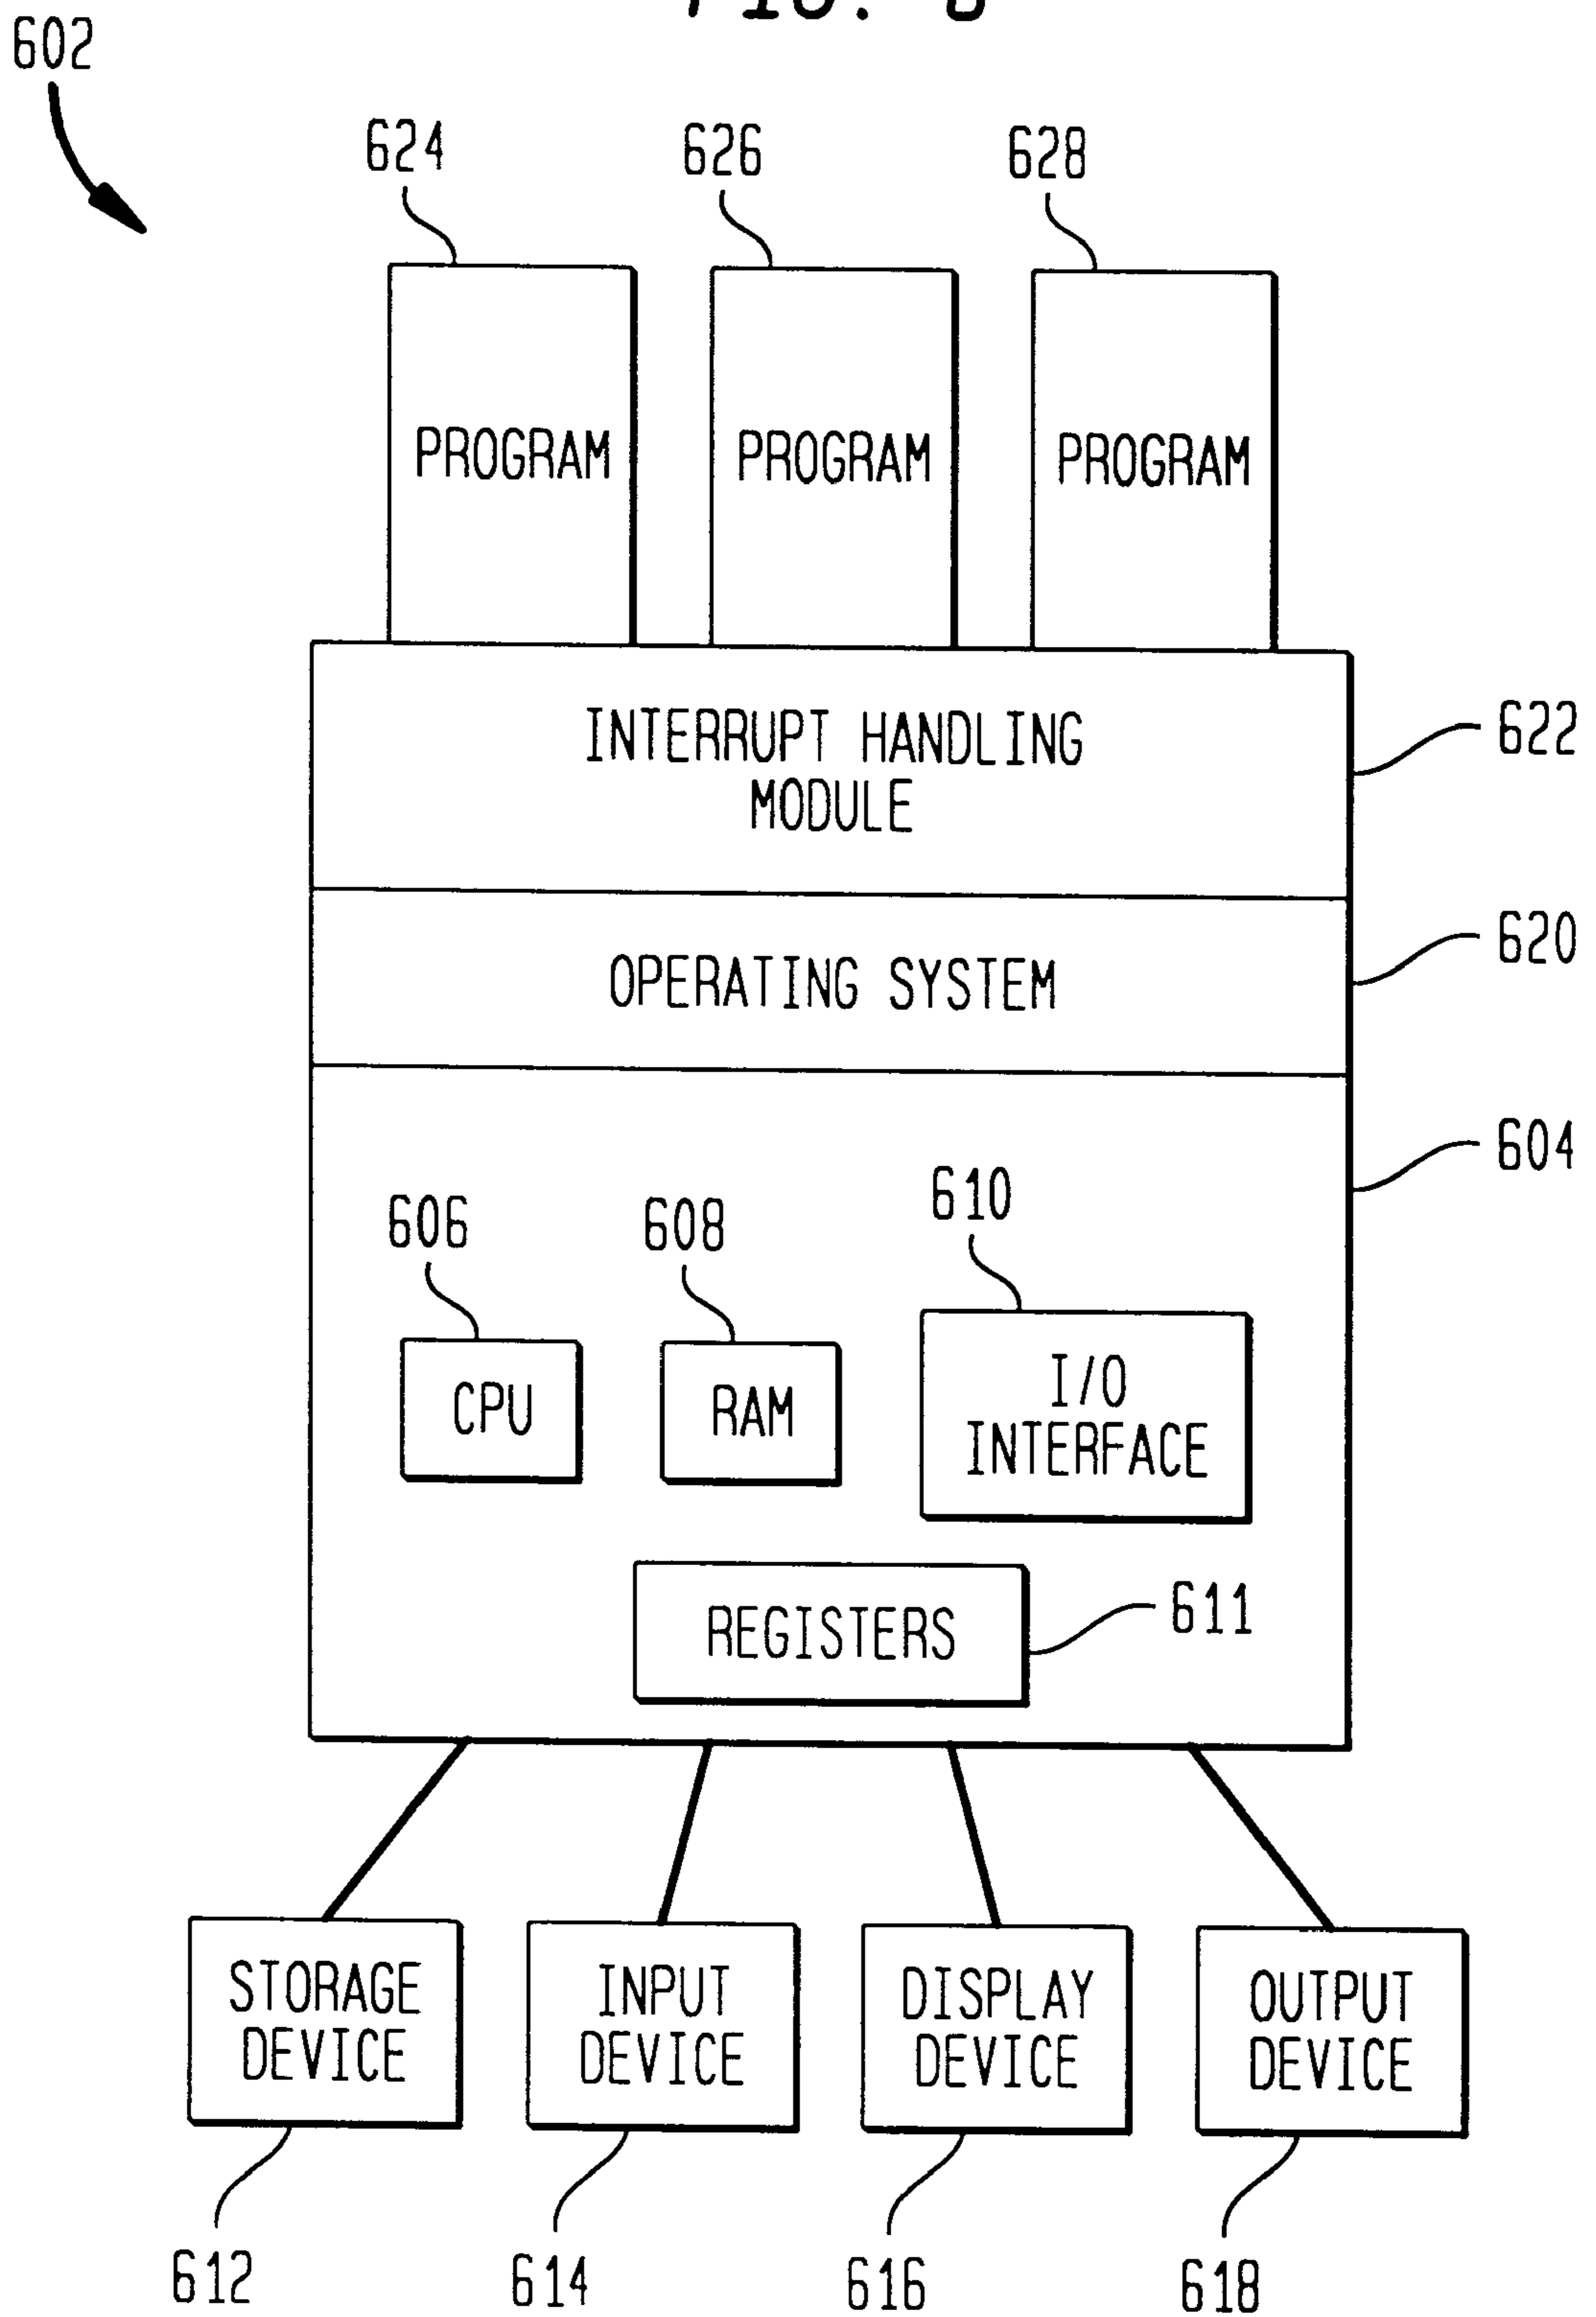 602
624
626
628
PROGRAM
PROGRAM
PROGRAM
INTERRUPT HANDLING
MODULE
622
OPERATING SYSTEM
620
604
606
608
610
CPU
RAM
I/O
INTERFACE
REGISTERS
611
STORAGE
DEVICE
INPUT
DEVICE
DISPLAY
DEVICE
OUTPUT
DEVICE
612
614
616
618